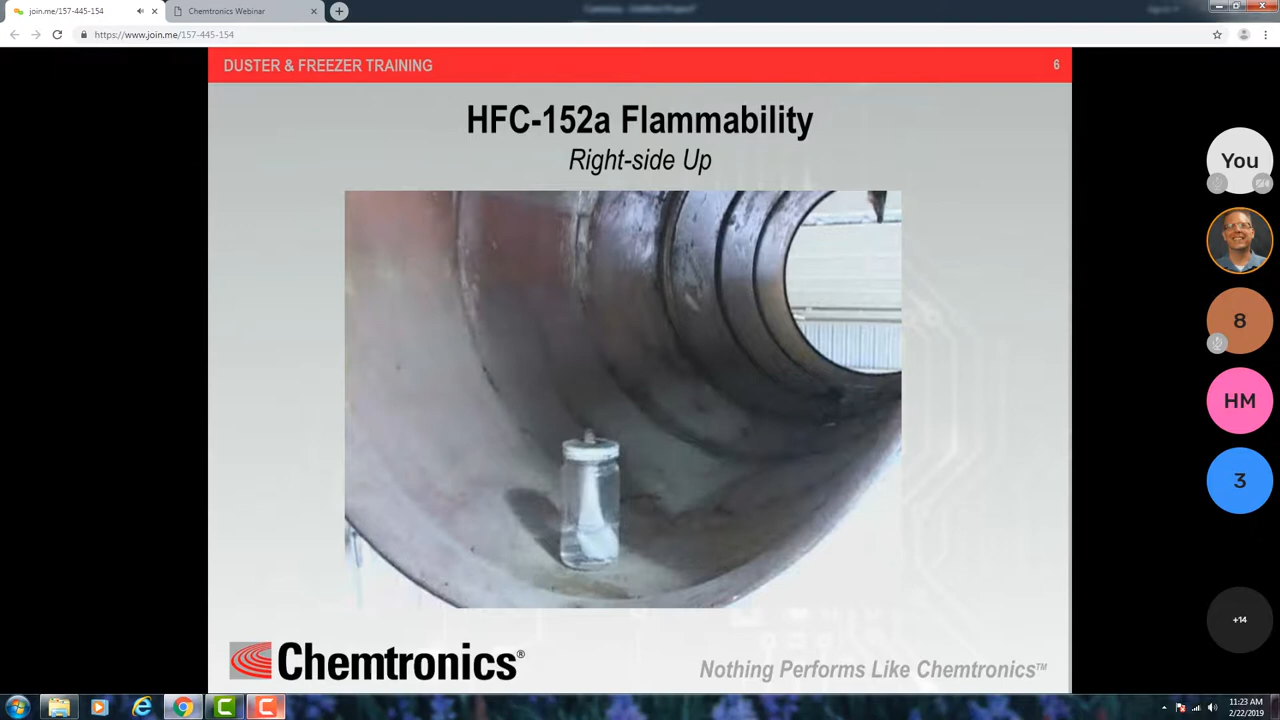 join.me/157-445-154
Chemtronics Webinar
https://www.join.me/157-445-154
DUSTER & FREEZER TRAINING
6
HFC-152a Flammability
Right-side Up
You
8
HM
3
+14
Chemtronics®
Nothing Performs Like Chemtronics™
11:23 AM
2/22/2019